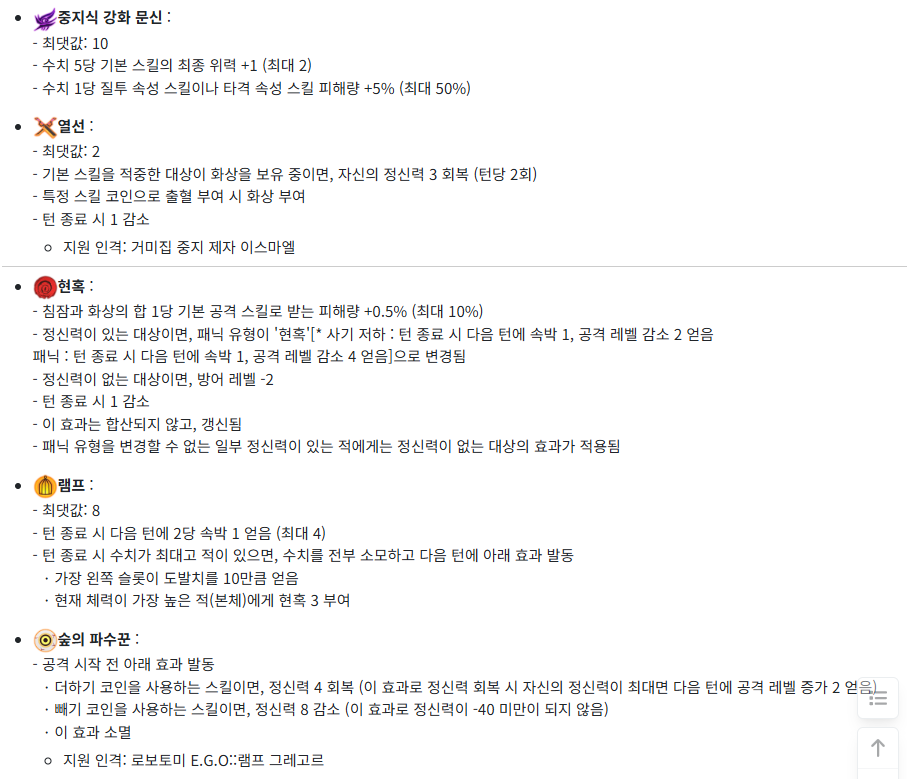 중지식 강화 문신 :
- 최댓값: 10
- 수치 5당 기본 스킬의 최종 위력 +1 (최대 2)
- 수치 1당 질투 속성 스킬이나 타격 속성 스킬 피해량 +5% (최대 50%)
열선 :
- 최댓값: 2
- 기본 스킬을 적중한 대상이 화상을 보유 중이면, 자신의 정신력 3 회복 (턴당 2회)
- 특정 스킬 코인으로 출혈 부여 시 화상 부여
- 턴 종료 시 1 감소
지원 인격: 거미집 중지 제자 이스마엘
현혹 :
- 침잠과 화상의 합 1당 기본 공격 스킬로 받는 피해량 +0.5% (최대 10%)
- 정신력이 있는 대상이면, 패닉 유형이 '현혹'[* 사기 저하 : 턴 종료 시 다음 턴에 속박 1, 공격 레벨 감소 2 얻음
패닉 : 턴 종료 시 다음 턴에 속박 1, 공격 레벨 감소 4 얻음]으로 변경됨
- 정신력이 없는 대상이면, 방어 레벨 -2
- 턴 종료 시 1 감소
- 이 효과는 합산되지 않고, 갱신됨
- 패닉 유형을 변경할 수 없는 일부 정신력이 있는 적에게는 정신력이 없는 대상의 효과가 적용됨
램프 :
- 최댓값: 8
- 턴 종료 시 다음 턴에 2당 속박 1 얻음 (최대 4)
- 턴 종료 시 수치가 최대고 적이 있으면, 수치를 전부 소모하고 다음 턴에 아래 효과 발동
· 가장 왼쪽 슬롯이 도발치를 10만큼 얻음
· 현재 체력이 가장 높은 적(본체)에게 현혹 3 부여
숲의 파수꾼 :
- 공격 시작 전 아래 효과 발동
· 더하기 코인을 사용하는 스킬이면, 정신력 4 회복 (이 효과로 정신력 회복 시 자신의 정신력이 최대면 다음 턴에 공격 레벨 증가 2 얻음)
· 빼기 코인을 사용하는 스킬이면, 정신력 8 감소 (이 효과로 정신력이 -40 미만이 되지 않음)
· 이 효과 소멸
지원 인격: 로보토미 E.G.O::램프 그레고르